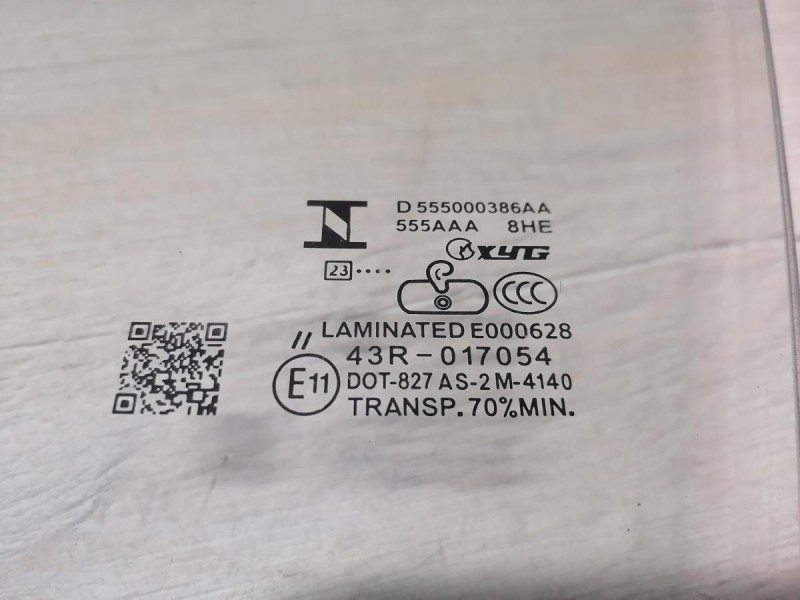 D 555000386AA
555AAA 8HE
XYG
23 ....
CCC
LAMINATED E000628
//
43R-017054
E11
DOT-827 AS-2 M-4140
TRANSP. 70% MIN.